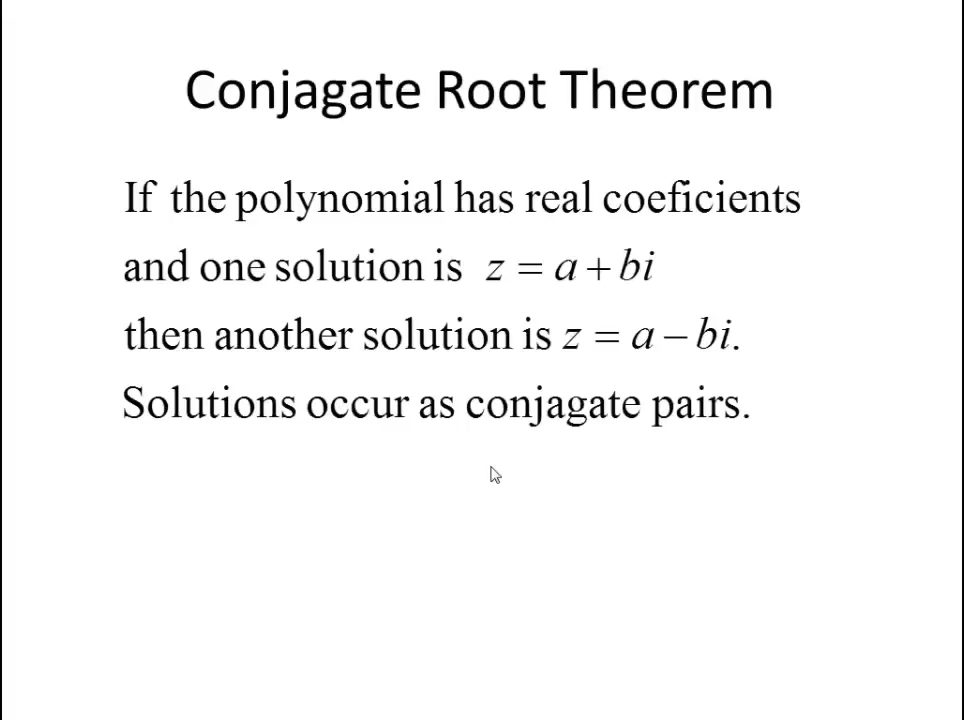 Conjagate Root Theorem
If the polynomial has real coeficients
and one solution is z = a + bi
then another solution is z = a − bi.
Solutions occur as conjagate pairs.